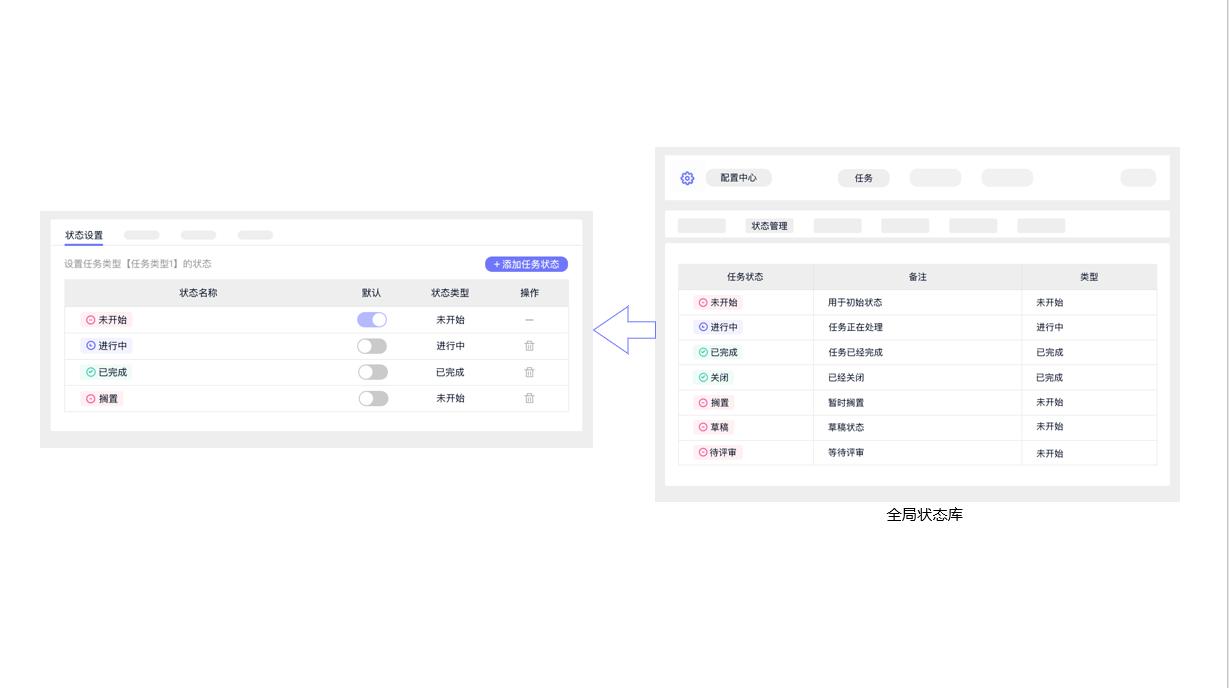 状态设置
设置任务类型【任务类型1】的状态
+ 添加任务状态
状态名称 默认 状态类型 操作
未开始 未开始 —
进行中 进行中
已完成 已完成
搁置 未开始
配置中心 任务
状态管理
任务状态 备注 类型
未开始 用于初始状态 未开始
进行中 任务正在处理 进行中
已完成 任务已经完成 已完成
关闭 已经关闭 已完成
搁置 暂时搁置 未开始
草稿 草稿状态 未开始
待评审 等待评审 未开始
全局状态库